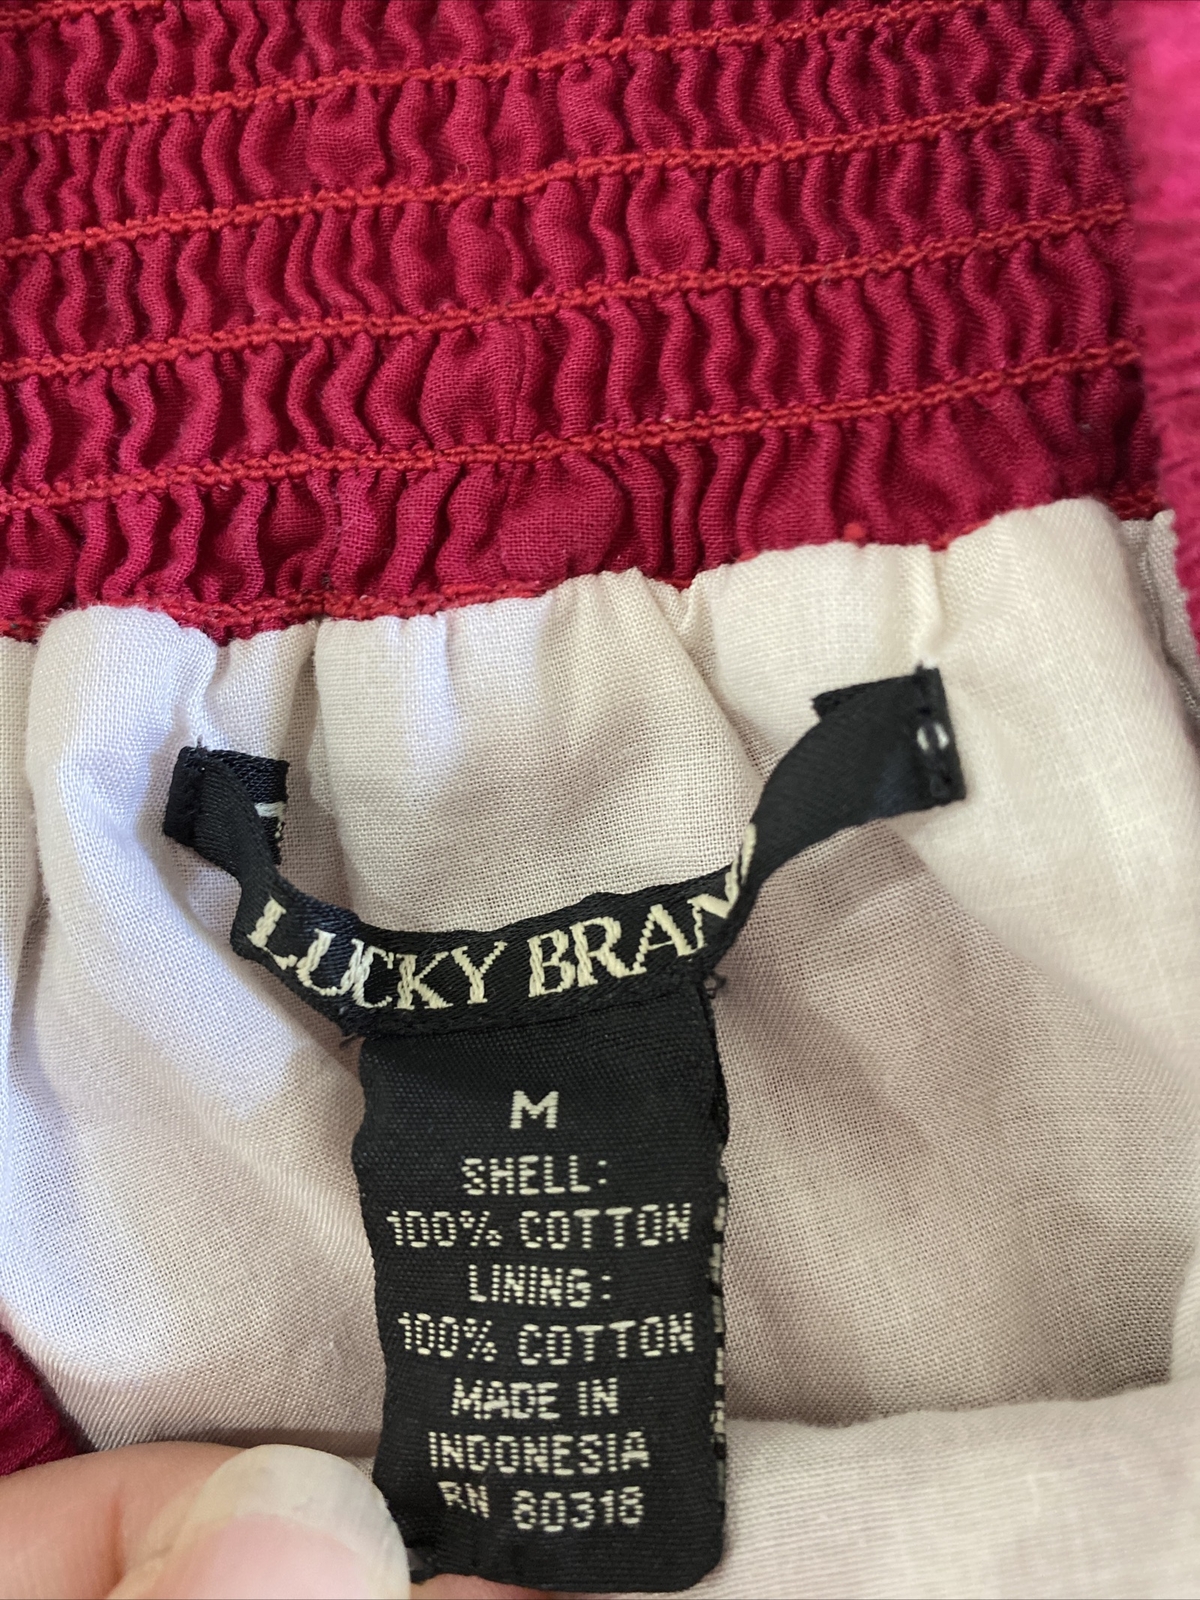 LUCKY BRAND
M
SHELL:
100% COTTON
LINING:
100% COTTON
MADE IN
INDONESIA
RN 80318